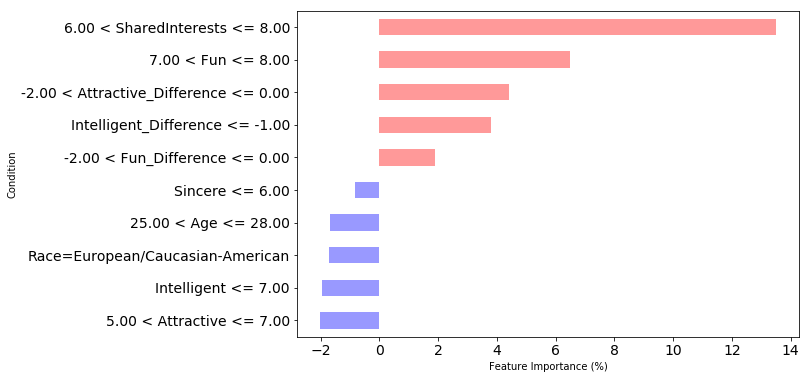 6.00 < SharedInterests <= 8.00
7.00 < Fun <= 8.00
-2.00 < Attractive_Difference <= 0.00
Intelligent_Difference <= -1.00
-2.00 < Fun_Difference <= 0.00
Sincere <= 6.00
25.00 < Age <= 28.00
Race=European/Caucasian-American
Intelligent <= 7.00
5.00 < Attractive <= 7.00
Condition
−2 0 2 4 6 8 10 12 14
Feature Importance (%)